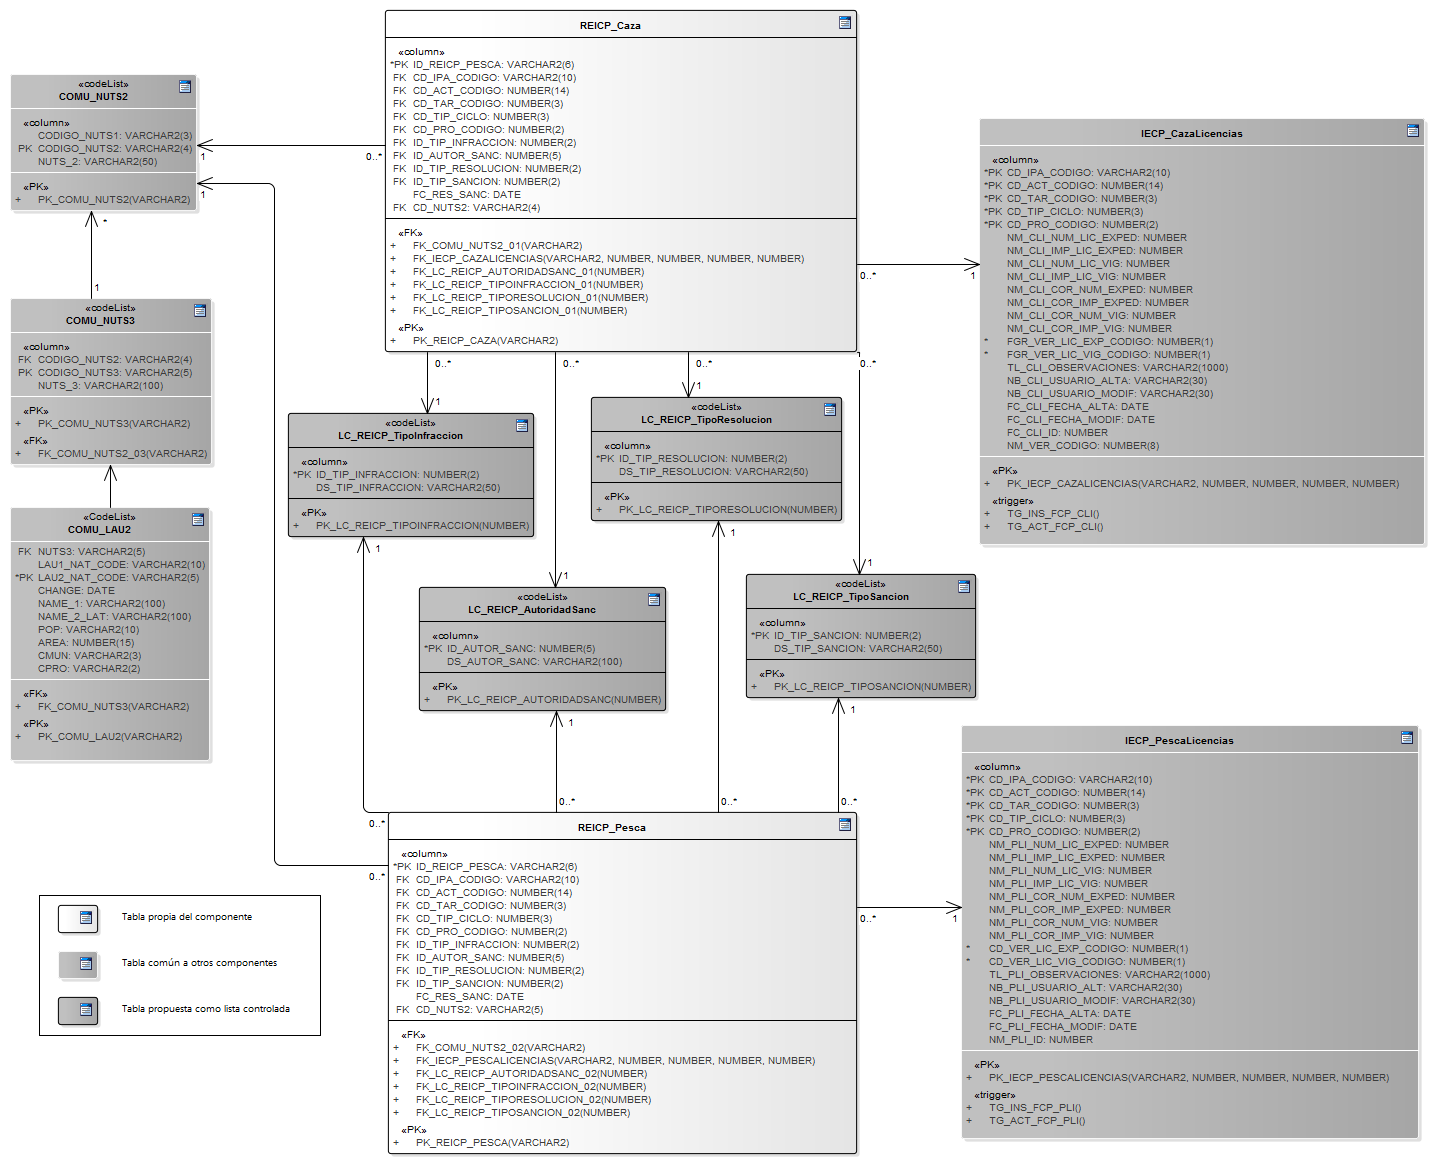 REICP_Caza
«column»
*PK ID_REICP_PESCA: VARCHAR2(6)
FK CD_IPA_CODIGO: VARCHAR2(10)
FK CD_ACT_CODIGO: NUMBER(14)
FK CD_TAR_CODIGO: NUMBER(3)
FK CD_TIP_CICLO: NUMBER(3)
FK CD_PRO_CODIGO: NUMBER(2)
FK ID_TIP_INFRACCION: NUMBER(2)
FK ID_AUTOR_SANC: NUMBER(5)
FK ID_TIP_RESOLUCION: NUMBER(2)
FK ID_TIP_SANCION: NUMBER(2)
FC_RES_SANC: DATE
FK CD_NUTS2: VARCHAR2(4)
«FK»
+ FK_COMU_NUTS2_01(VARCHAR2)
+ FK_IECP_CAZALICENCIAS(VARCHAR2, NUMBER, NUMBER, NUMBER, NUMBER)
+ FK_LC_REICP_AUTORIDADSANC_01(NUMBER)
+ FK_LC_REICP_TIPOINFRACCION_01(NUMBER)
+ FK_LC_REICP_TIPORESOLUCION_01(NUMBER)
+ FK_LC_REICP_TIPOSANCION_01(NUMBER)
«PK»
+ PK_REICP_CAZA(VARCHAR2)
«codeList»
COMU_NUTS2
«column»
CODIGO_NUTS1: VARCHAR2(3)
PK CODIGO_NUTS2: VARCHAR2(4)
NUTS_2: VARCHAR2(50)
«PK»
+ PK_COMU_NUTS2(VARCHAR2)
1
0..*
1
*
1
«codeList»
COMU_NUTS3
«column»
FK CODIGO_NUTS2: VARCHAR2(4)
PK CODIGO_NUTS3: VARCHAR2(5)
NUTS_3: VARCHAR2(100)
«PK»
+ PK_COMU_NUTS3(VARCHAR2)
«FK»
+ FK_COMU_NUTS2_03(VARCHAR2)
«CodeList»
COMU_LAU2
FK NUTS3: VARCHAR2(5)
LAU1_NAT_CODE: VARCHAR2(10)
*PK LAU2_NAT_CODE: VARCHAR2(5)
CHANGE: DATE
NAME_1: VARCHAR2(100)
NAME_2_LAT: VARCHAR2(100)
POP: VARCHAR2(10)
AREA: NUMBER(15)
CMUN: VARCHAR2(3)
CPRO: VARCHAR2(2)
«FK»
+ FK_COMU_NUTS3(VARCHAR2)
«PK»
+ PK_COMU_LAU2(VARCHAR2)
IECP_CazaLicencias
«column»
*PK CD_IPA_CODIGO: VARCHAR2(10)
*PK CD_ACT_CODIGO: NUMBER(14)
*PK CD_TAR_CODIGO: NUMBER(3)
*PK CD_TIP_CICLO: NUMBER(3)
*PK CD_PRO_CODIGO: NUMBER(2)
NM_CLI_NUM_LIC_EXPED: NUMBER
NM_CLI_IMP_LIC_EXPED: NUMBER
NM_CLI_NUM_LIC_VIG: NUMBER
NM_CLI_IMP_LIC_VIG: NUMBER
NM_CLI_COR_NUM_EXPED: NUMBER
NM_CLI_COR_IMP_EXPED: NUMBER
NM_CLI_COR_NUM_VIG: NUMBER
NM_CLI_COR_IMP_VIG: NUMBER
* FGR_VER_LIC_EXP_CODIGO: NUMBER(1)
* FGR_VER_LIC_VIG_CODIGO: NUMBER(1)
TL_CLI_OBSERVACIONES: VARCHAR2(1000)
NB_CLI_USUARIO_ALTA: VARCHAR2(30)
NB_CLI_USUARIO_MODIF: VARCHAR2(30)
FC_CLI_FECHA_ALTA: DATE
FC_CLI_FECHA_MODIF: DATE
FC_CLI_ID: NUMBER
NM_VER_CODIGO: NUMBER(8)
«PK»
+ PK_IECP_CAZALICENCIAS(VARCHAR2, NUMBER, NUMBER, NUMBER, NUMBER)
«trigger»
+ TG_INS_FCP_CLI()
+ TG_ACT_FCP_CLI()
0..*
1
0..*
0..*
0..*
0..*
1
1
1
1
«codeList»
LC_REICP_TipoInfraccion
«column»
*PK ID_TIP_INFRACCION: NUMBER(2)
DS_TIP_INFRACCION: VARCHAR2(50)
«PK»
+ PK_LC_REICP_TIPOINFRACCION(NUMBER)
1
«codeList»
LC_REICP_TipoResolucion
«column»
*PK ID_TIP_RESOLUCION: NUMBER(2)
DS_TIP_RESOLUCION: VARCHAR2(50)
«PK»
+ PK_LC_REICP_TIPORESOLUCION(NUMBER)
1
«codeList»
LC_REICP_AutoridadSanc
«column»
*PK ID_AUTOR_SANC: NUMBER(5)
DS_AUTOR_SANC: VARCHAR2(100)
«PK»
+ PK_LC_REICP_AUTORIDADSANC(NUMBER)
1
«codeList»
LC_REICP_TipoSancion
«column»
*PK ID_TIP_SANCION: NUMBER(2)
DS_TIP_SANCION: VARCHAR2(50)
«PK»
+ PK_LC_REICP_TIPOSANCION(NUMBER)
1
0..*
0..*
0..*
0..*
0..*
REICP_Pesca
«column»
*PK ID_REICP_PESCA: VARCHAR2(6)
FK CD_IPA_CODIGO: VARCHAR2(10)
FK CD_ACT_CODIGO: NUMBER(14)
FK CD_TAR_CODIGO: NUMBER(3)
FK CD_TIP_CICLO: NUMBER(3)
FK CD_PRO_CODIGO: NUMBER(2)
FK ID_TIP_INFRACCION: NUMBER(2)
FK ID_AUTOR_SANC: NUMBER(5)
FK ID_TIP_RESOLUCION: NUMBER(2)
FK ID_TIP_SANCION: NUMBER(2)
FC_RES_SANC: DATE
FK CD_NUTS2: VARCHAR2(5)
«FK»
+ FK_COMU_NUTS2_02(VARCHAR2)
+ FK_IECP_PESCALICENCIAS(VARCHAR2, NUMBER, NUMBER, NUMBER, NUMBER)
+ FK_LC_REICP_AUTORIDADSANC_02(NUMBER)
+ FK_LC_REICP_TIPOINFRACCION_02(NUMBER)
+ FK_LC_REICP_TIPORESOLUCION_02(NUMBER)
+ FK_LC_REICP_TIPOSANCION_02(NUMBER)
«PK»
+ PK_REICP_PESCA(VARCHAR2)
0..*
1
IECP_PescaLicencias
«column»
*PK CD_IPA_CODIGO: VARCHAR2(10)
*PK CD_ACT_CODIGO: NUMBER(14)
*PK CD_TAR_CODIGO: NUMBER(3)
*PK CD_TIP_CICLO: NUMBER(3)
*PK CD_PRO_CODIGO: NUMBER(2)
NM_PLI_NUM_LIC_EXPED: NUMBER
NM_PLI_IMP_LIC_EXPED: NUMBER
NM_PLI_NUM_LIC_VIG: NUMBER
NM_PLI_IMP_LIC_VIG: NUMBER
NM_PLI_COR_NUM_EXPED: NUMBER
NM_PLI_COR_IMP_EXPED: NUMBER
NM_PLI_COR_NUM_VIG: NUMBER
NM_PLI_COR_IMP_VIG: NUMBER
* CD_VER_LIC_EXP_CODIGO: NUMBER(1)
* CD_VER_LIC_VIG_CODIGO: NUMBER(1)
TL_PLI_OBSERVACIONES: VARCHAR2(1000)
NB_PLI_USUARIO_ALT: VARCHAR2(30)
NB_PLI_USUARIO_MODIF: VARCHAR2(30)
FC_PLI_FECHA_ALTA: DATE
FC_PLI_FECHA_MODIF: DATE
NM_PLI_ID: NUMBER
«PK»
+ PK_IECP_PESCALICENCIAS(VARCHAR2, NUMBER, NUMBER, NUMBER, NUMBER)
«trigger»
+ TG_INS_FCP_PLI()
+ TG_ACT_FCP_PLI()
Tabla propia del componente
Tabla común a otros componentes
Tabla propuesta como lista controlada